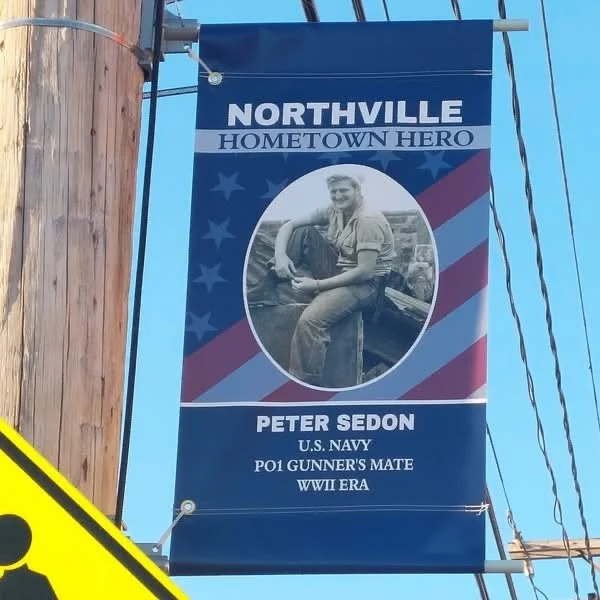 NORTHVILLE
HOMETOWN HERO
PETER SEDON
U.S. NAVY
PO1 GUNNER'S MATE
WWII ERA